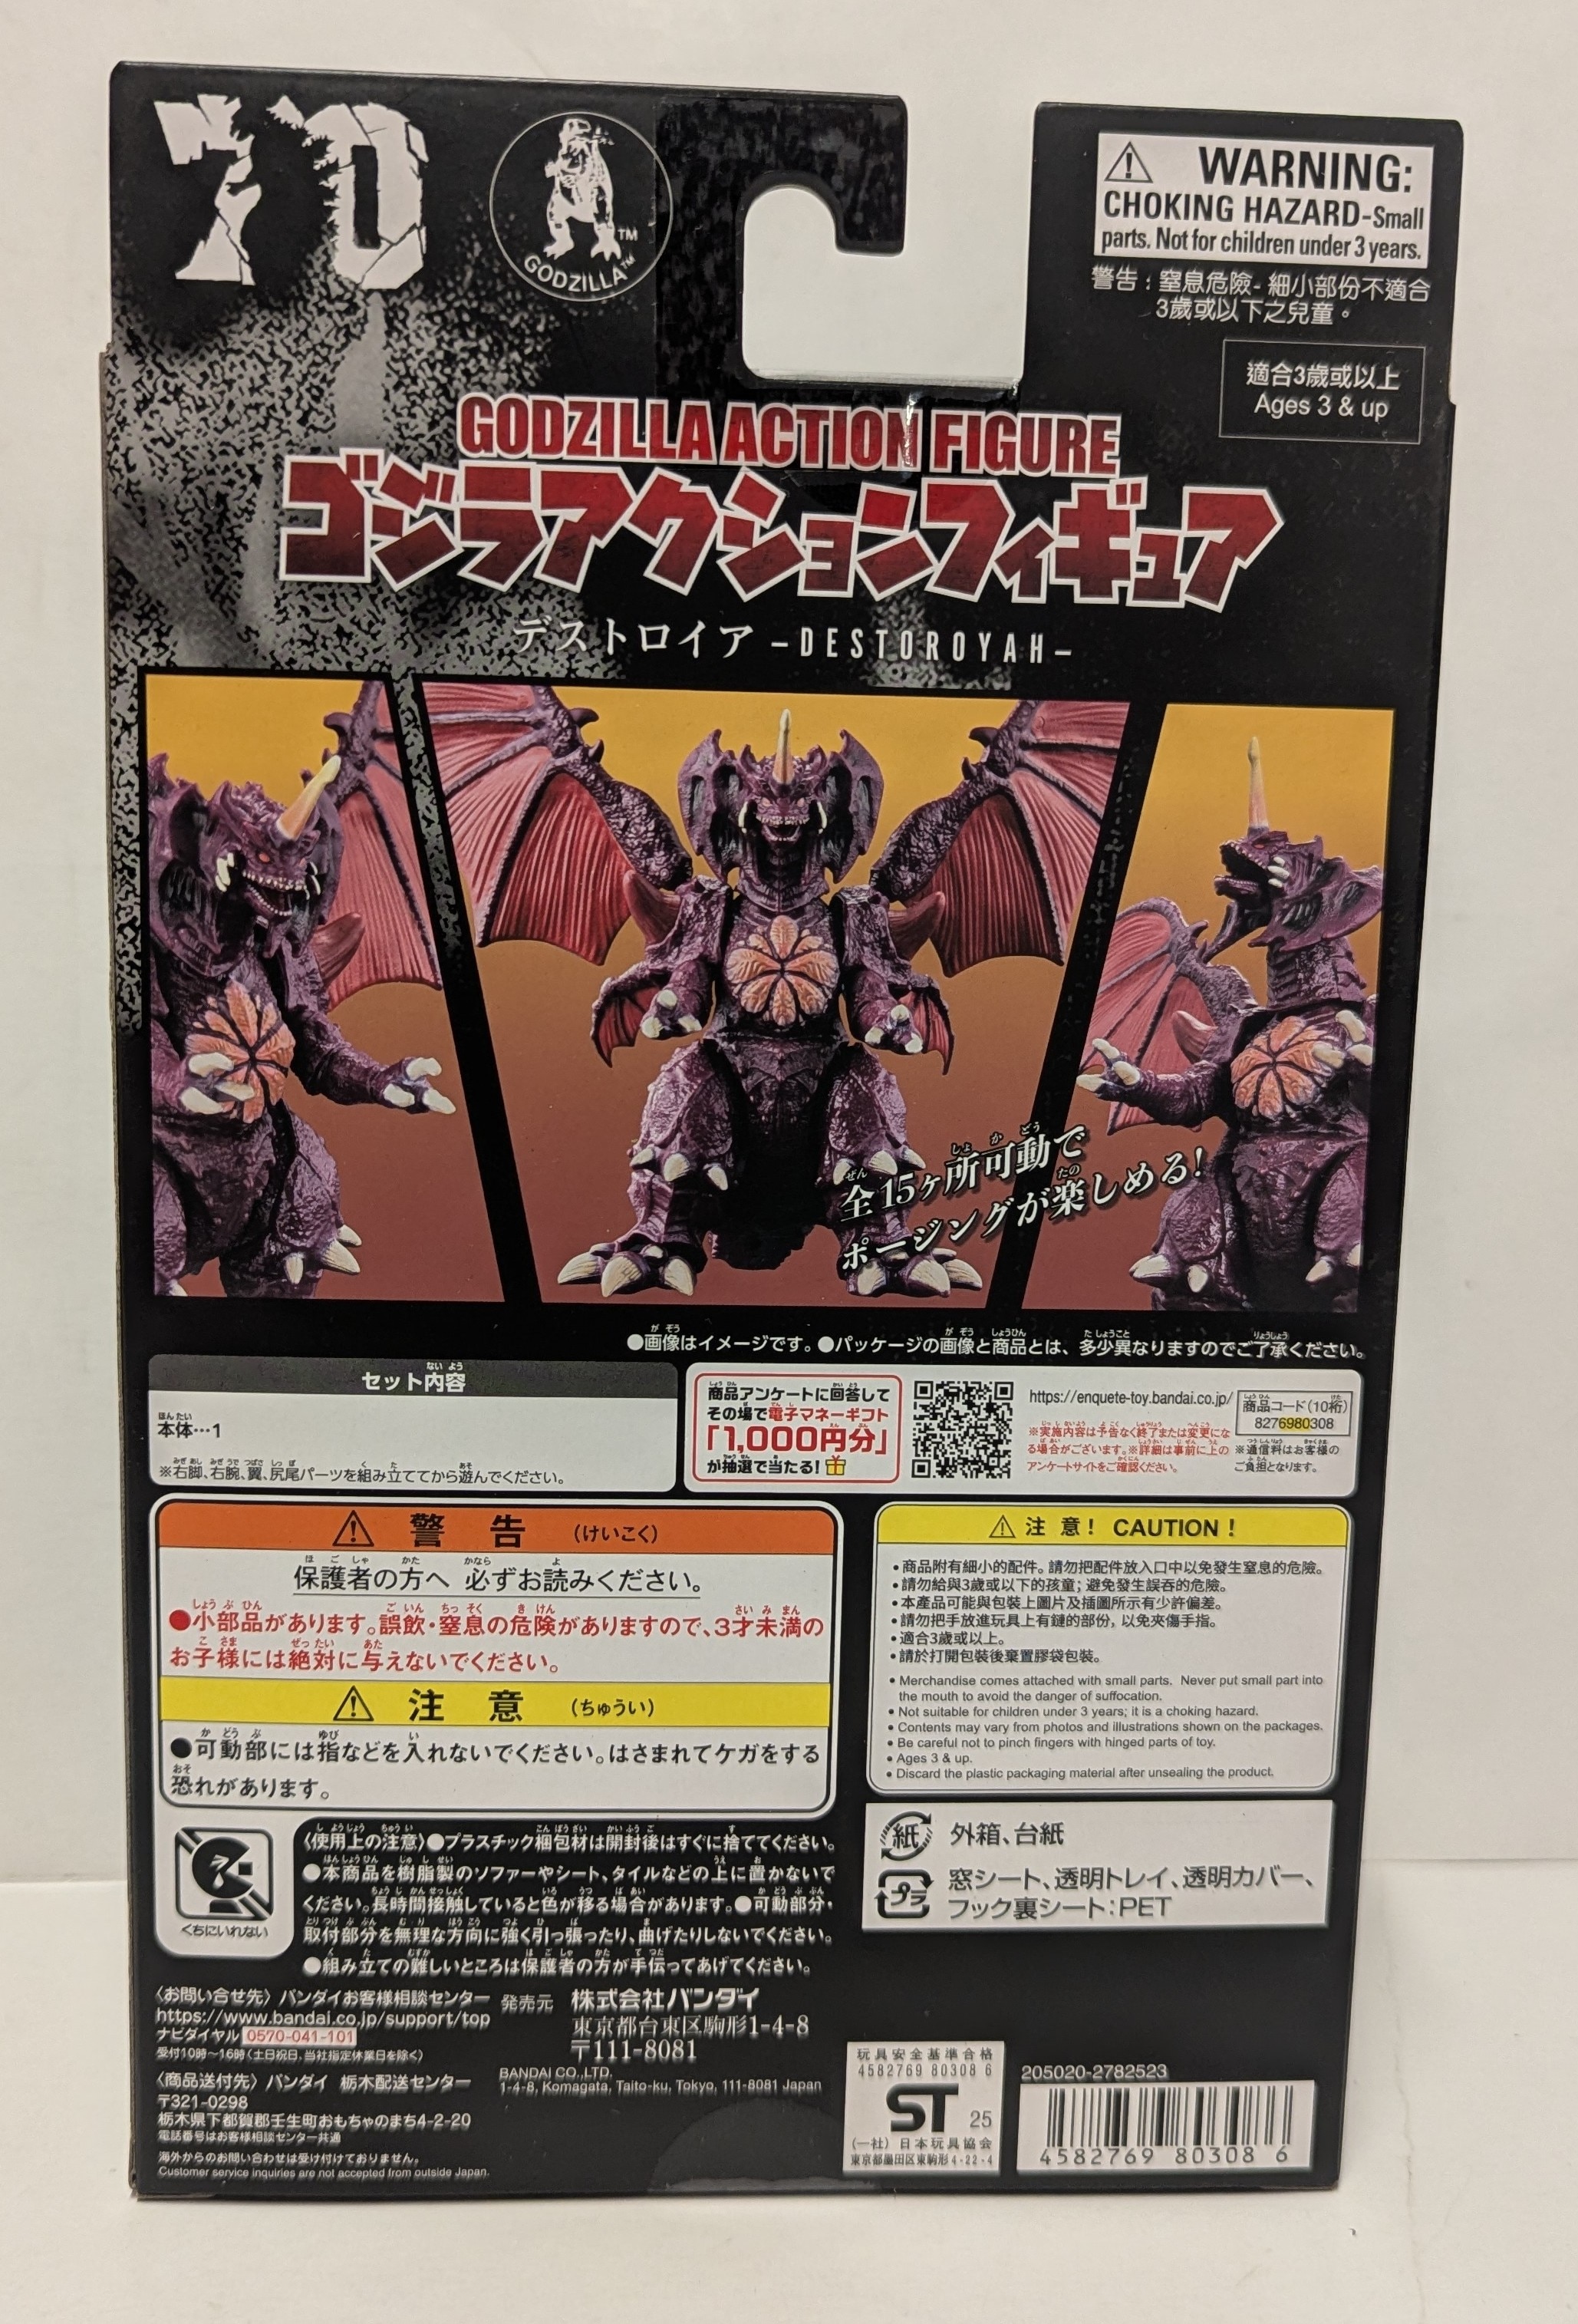 70
TM
GODZILLA™
WARNING:
CHOKING HAZARD-Small
parts. Not for children under 3 years.
警告：窒息危險- 細小部份不適合
3歲或以下之兒童。
適合3歲或以上
Ages 3 & up
GODZILLA ACTION FIGURE
ゴジラアクションフィギュア
デストロイア -DESTOROYAH-
全15ヶ所可動で
ポージングが楽しめる!
●画像はイメージです。●パッケージの画像と商品とは、多少異なりますのでご了承ください。
セット内容
本体…1
※右脚、右腕、翼、尻尾パーツを組み立ててから遊んでください。
商品アンケートに回答して
その場で電子マネーギフト
「1,000円分」
が抽選で当たる!
https://enquete-toy.bandai.co.jp/
※実施内容は予告なく終了または変更にな
る場合がございます。※詳細は事前に上の
アンケートサイトをご確認ください。
商品コード(10桁)
8276980308
※通信料はお客様の
ご負担となります。
警告 (けいこく)
保護者の方へ 必ずお読みください。
●小部品があります。誤飲・窒息の危険がありますので、3才未満の
お子様には絶対に与えないでください。
注意 (ちゅうい)
●可動部には指などを入れないでください。はさまれてケガをする
恐れがあります。
注意! CAUTION!
・商品附有細小的配件。請勿把配件放入口中以免發生窒息的危險。
・請勿給與3歲或以下的孩童; 避免發生誤吞的危險。
・本產品可能與包裝上圖片及插圖所示有少許偏差。
・請勿把手放進玩具上有鏈的部份, 以免夾傷手指。
・適合3歲或以上。
・請於打開包裝後棄置膠袋包裝。
• Merchandise comes attached with small parts. Never put small part into
the mouth to avoid the danger of suffocation.
• Not suitable for children under 3 years; it is a choking hazard.
• Contents may vary from photos and illustrations shown on the packages.
• Be careful not to pinch fingers with hinged parts of toy.
• Ages 3 & up.
• Discard the plastic packaging material after unsealing the product.
くちにいれない
〈使用上の注意〉●プラスチック梱包材は開封後はすぐに捨ててください。
●本商品を樹脂製のソファーやシート、タイルなどの上に置かないで
ください。長時間接触していると色が移る場合があります。●可動部分・
取付部分を無理な方向に強く引っ張ったり、曲げたりしないでください。
●組み立ての難しいところは保護者の方が手伝ってあげてください。
紙 外箱、台紙
プラ 窓シート、透明トレイ、透明カバー、
フック裏シート:PET
〈お問い合せ先〉バンダイお客様相談センター
https://www.bandai.co.jp/support/top
ナビダイヤル 0570-041-101
受付10時～16時(土日祝日、当社指定休業日を除く)
〈商品送付先〉バンダイ 栃木配送センター
〒321-0298
栃木県下都賀郡壬生町おもちゃのまち4-2-20
電話番号はお客様相談センター共通
海外からのお問い合わせは受け付けておりません。
Customer service inquiries are not accepted from outside Japan.
発売元 株式会社バンダイ
東京都台東区駒形1-4-8
〒111-8081
BANDAI CO.,LTD.
1-4-8, Komagata, Taito-ku, Tokyo, 111-8081 Japan
玩具安全基準合格
4582769 80308 6
ST 25
(一社) 日本玩具協会
東京都墨田区東駒形4-22-4
205020-2782523
4582769 803086